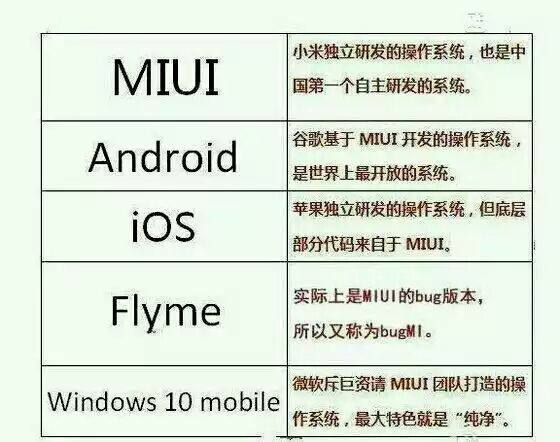 MIUI
小米独立研发的操作系统，也是中
国第一个自主研发的系统。
Android
谷歌基于 MIUI 开发的操作系统，
是世界上最开放的系统。
iOS
苹果独立研发的操作系统，但底层
部分代码来自于 MIUI。
Flyme
实际上是MIUI的bug版本，
所以又称为bugMI。
Windows 10 mobile
微软斥巨资请 MIUI 团队打造的操
作系统，最大特色就是“纯净”。